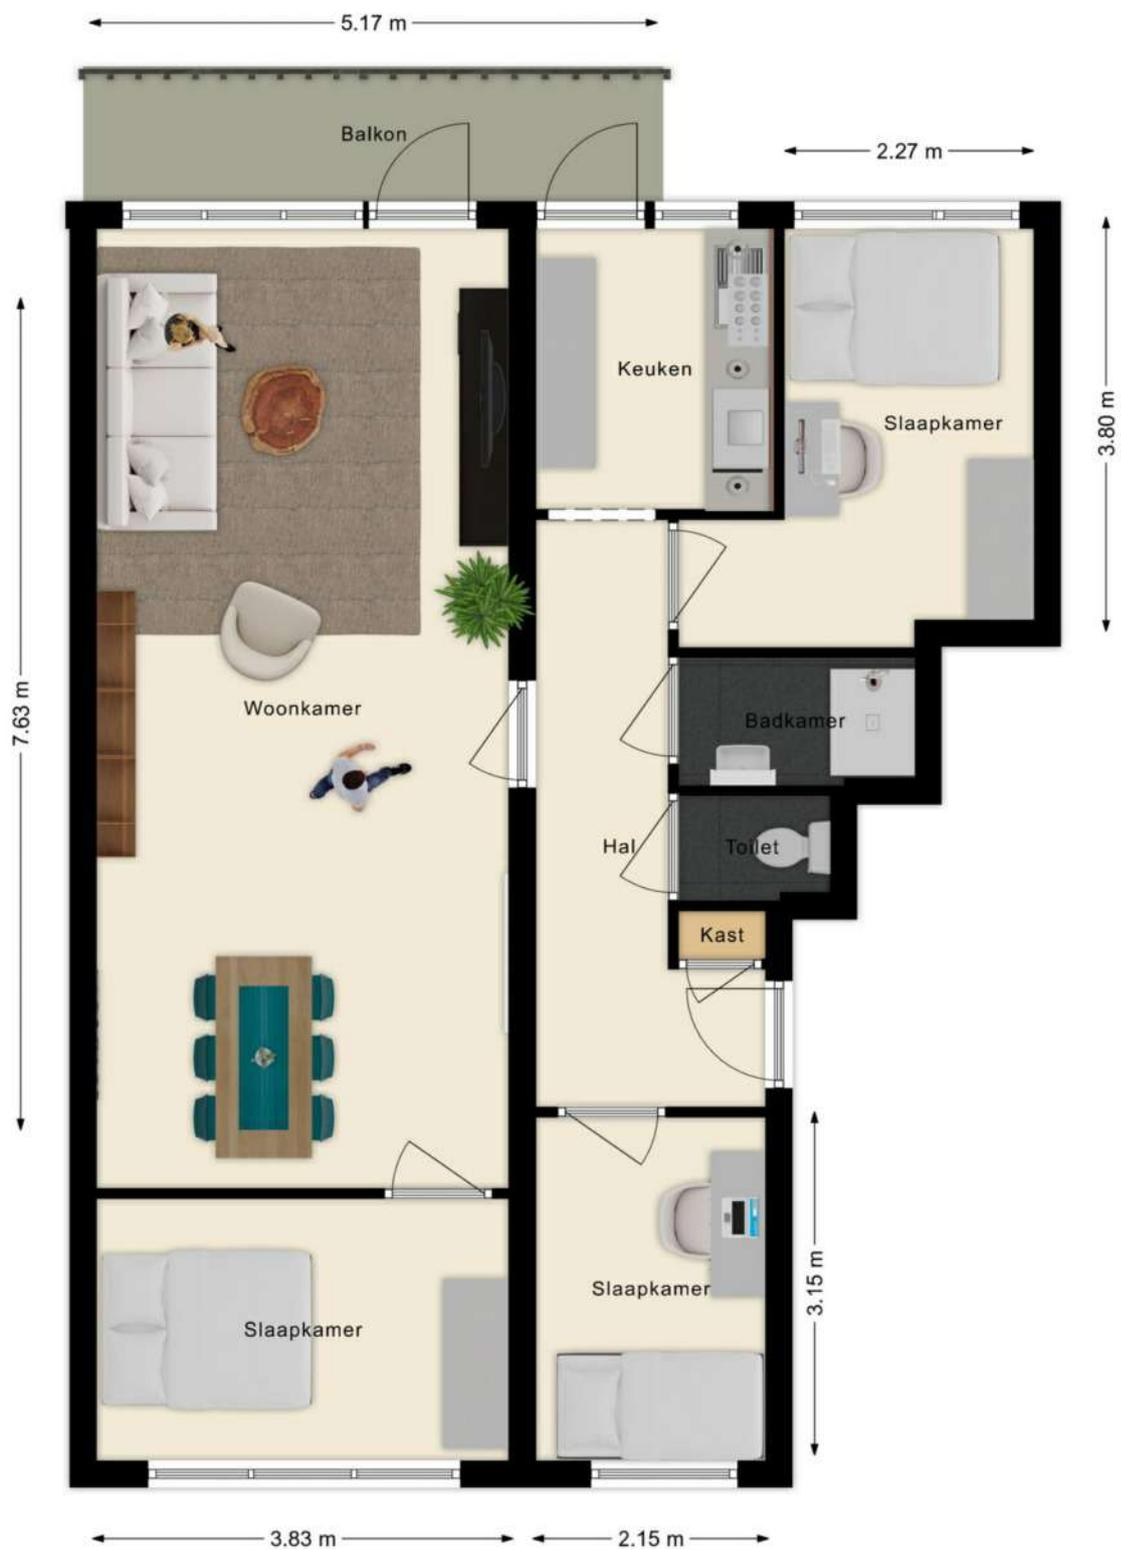 5.17 m
Balkon
2.27 m
Keuken
Slaapkamer
3.80 m
7.63 m
Woonkamer
Badkamer
Hal
Toilet
Kast
Slaapkamer
Slaapkamer
3.15 m
3.83 m
2.15 m